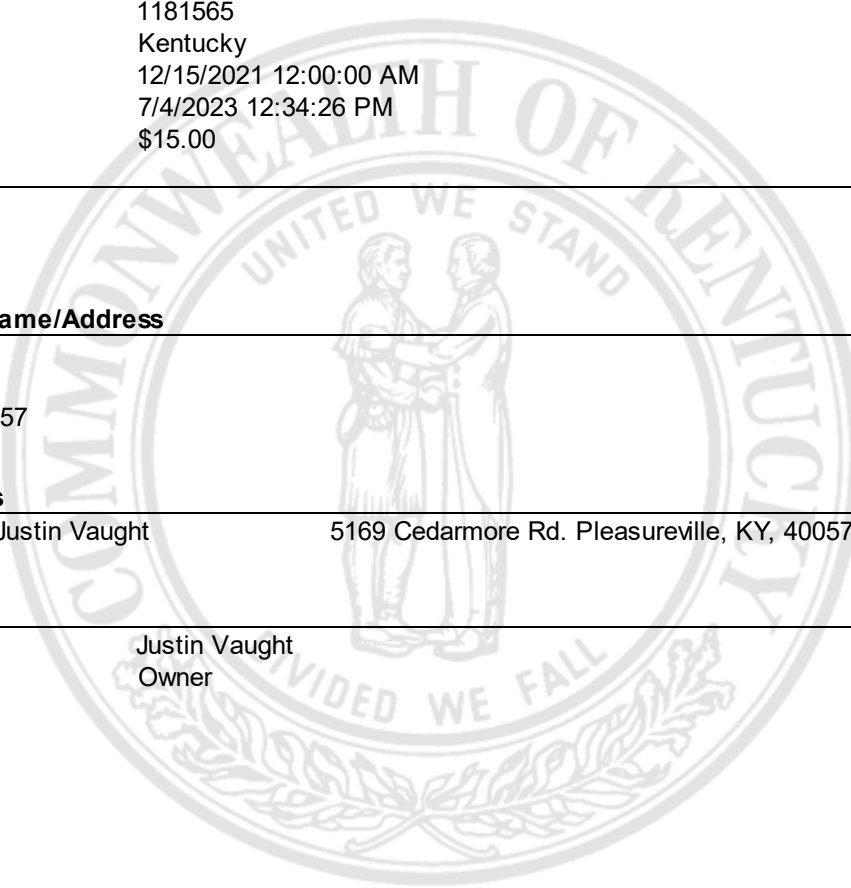 1181565
Kentucky
12/15/2021 12:00:00 AM
7/4/2023 12:34:26 PM
$15.00
ame/Address
57
s
Justin Vaught 5169 Cedarmore Rd. Pleasureville, KY, 40057
Justin Vaught
Owner
COMMONWEALTH OF KENTUCKY
UNITED WE STAND
DIVIDED WE FALL